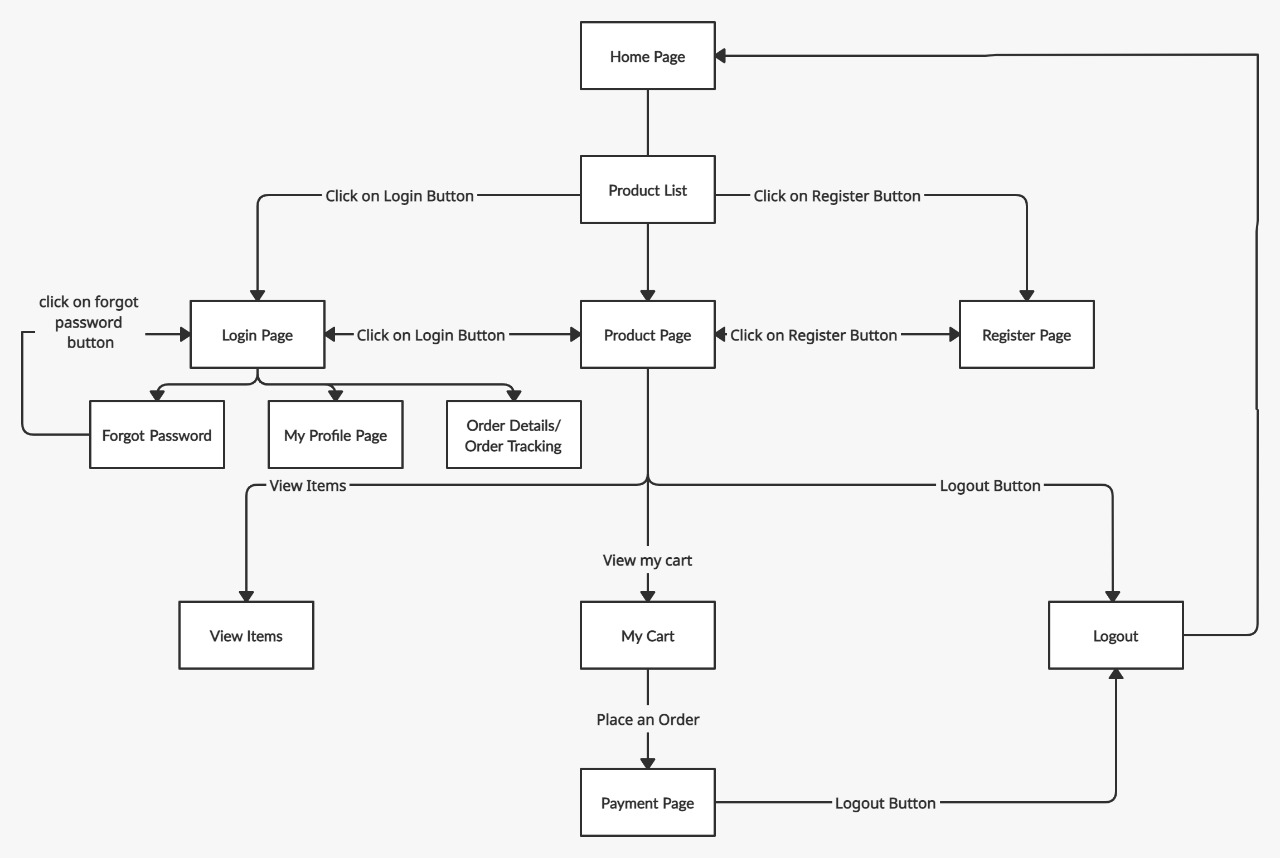 Home Page
Product List
Click on Login Button
Click on Register Button
click on forgot
password
button
Login Page
Click on Login Button
Product Page
Click on Register Button
Register Page
Forgot Password
My Profile Page
Order Details/
Order Tracking
View Items
Logout Button
View my cart
View Items
My Cart
Logout
Place an Order
Payment Page
Logout Button